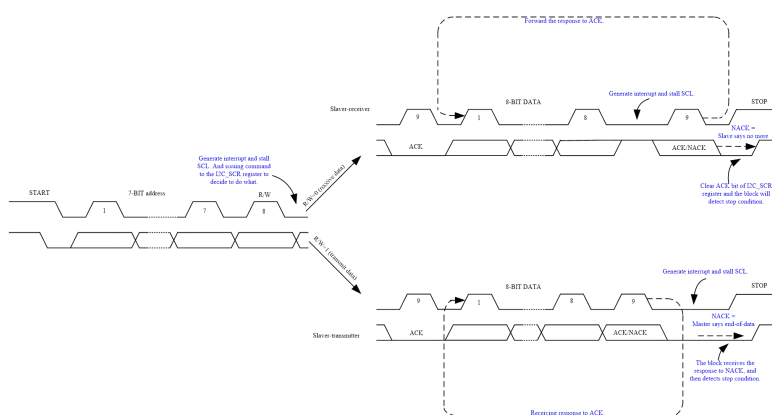 Forward the response to ACK.
8-BIT DATA
Generate interrupt and stall SCL.
STOP
Slaver-receiver
9
1
8
9
NACK =
Slave says no more
ACK
ACK/NACK
Generate interrupt and stall
SCL. And issuing command
to the I2C_SCR register to
decide to do what.
R/W=0 (receive data)
Clear ACK bit of I2C_SCR
register and the block will
detect stop condition.
START
7-BIT address
R/W
1
7
8
R/W=1 (transmit data)
Generate interrupt and stall SCL.
8-BIT DATA
STOP
9
1
8
9
NACK =
Master says end-of-data
Slaver-transmitter
ACK
ACK/NACK
The block receives the
response to NACK, and
then detects stop condition.
Receiving response to ACK.